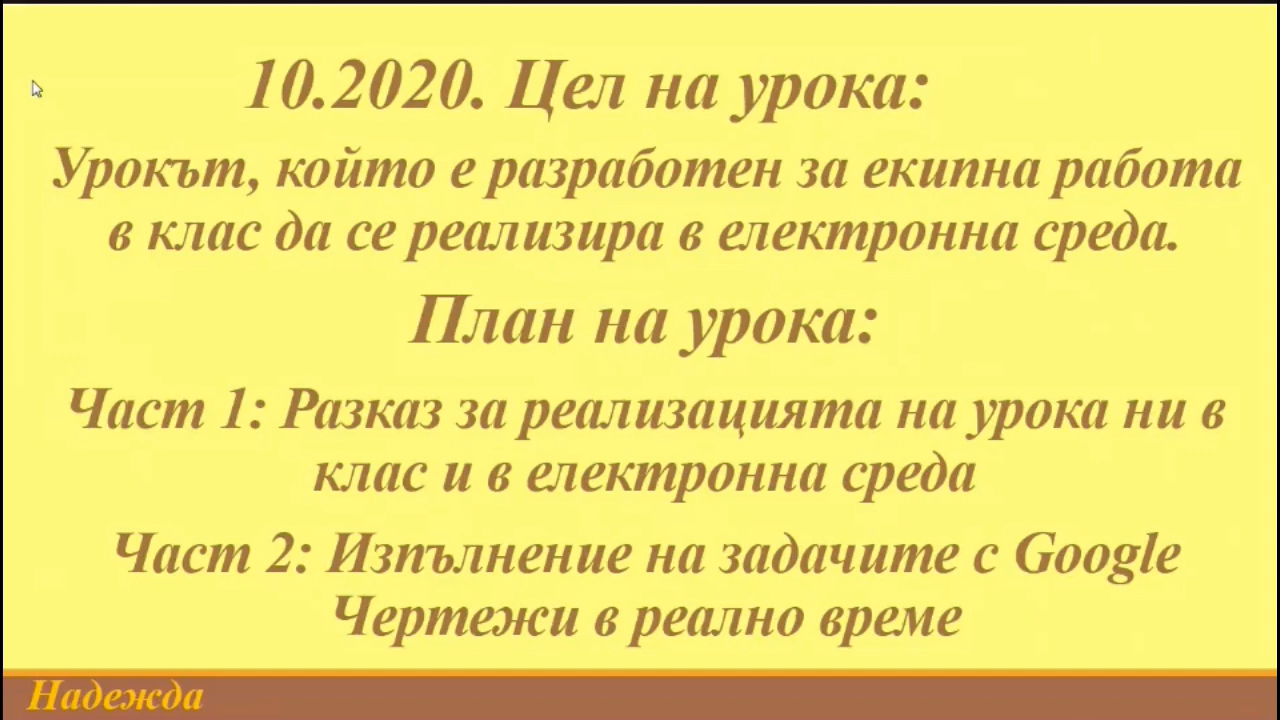 10.2020. Цел на урока:
Урокът, който е разработен за екипна работа
в клас да се реализира в електронна среда.
План на урока:
Част 1: Разказ за реализацията на урока ни в
клас и в електронна среда
Част 2: Изпълнение на задачите с Google
Чертежи в реално време
Надежда